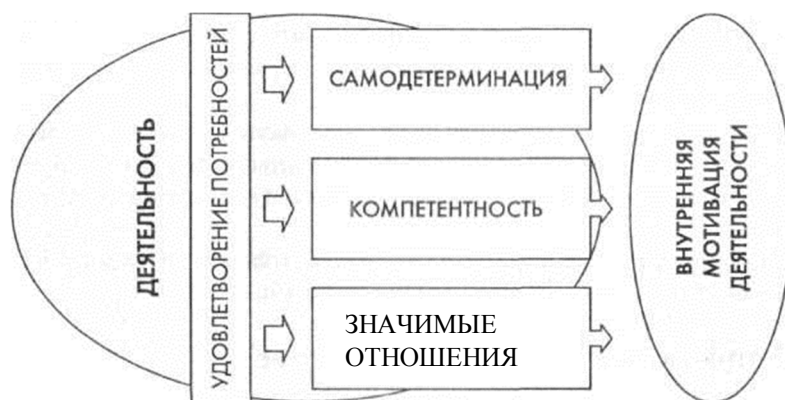 ДЕЯТЕЛЬНОСТЬ
УДОВЛЕТВОРЕНИЕ ПОТРЕБНОСТЕЙ
САМОДЕТЕРМИНАЦИЯ
КОМПЕТЕНТНОСТЬ
ЗНАЧИМЫЕ
ОТНОШЕНИЯ
ВНУТРЕННЯЯ
МОТИВАЦИЯ
ДЕЯТЕЛЬНОСТИ